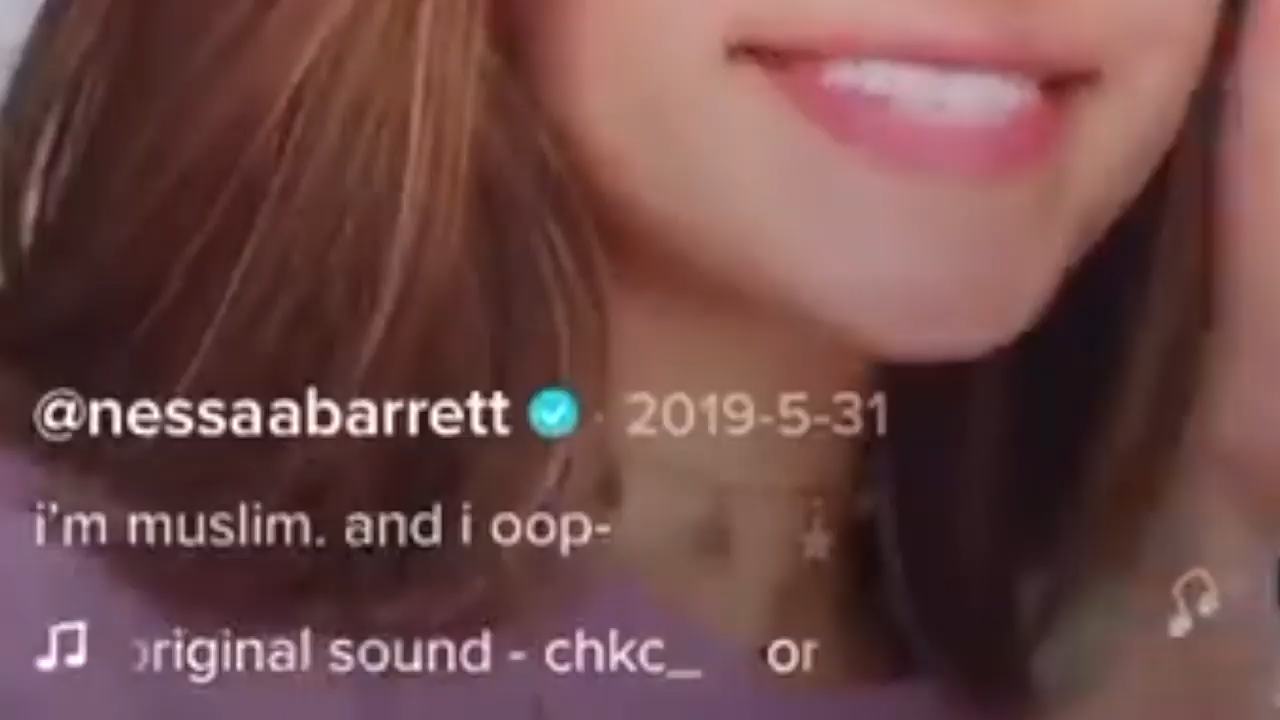 @nessaabarrett · 2019-5-31
i'm muslim. and i oop-
original sound - chkc_ or